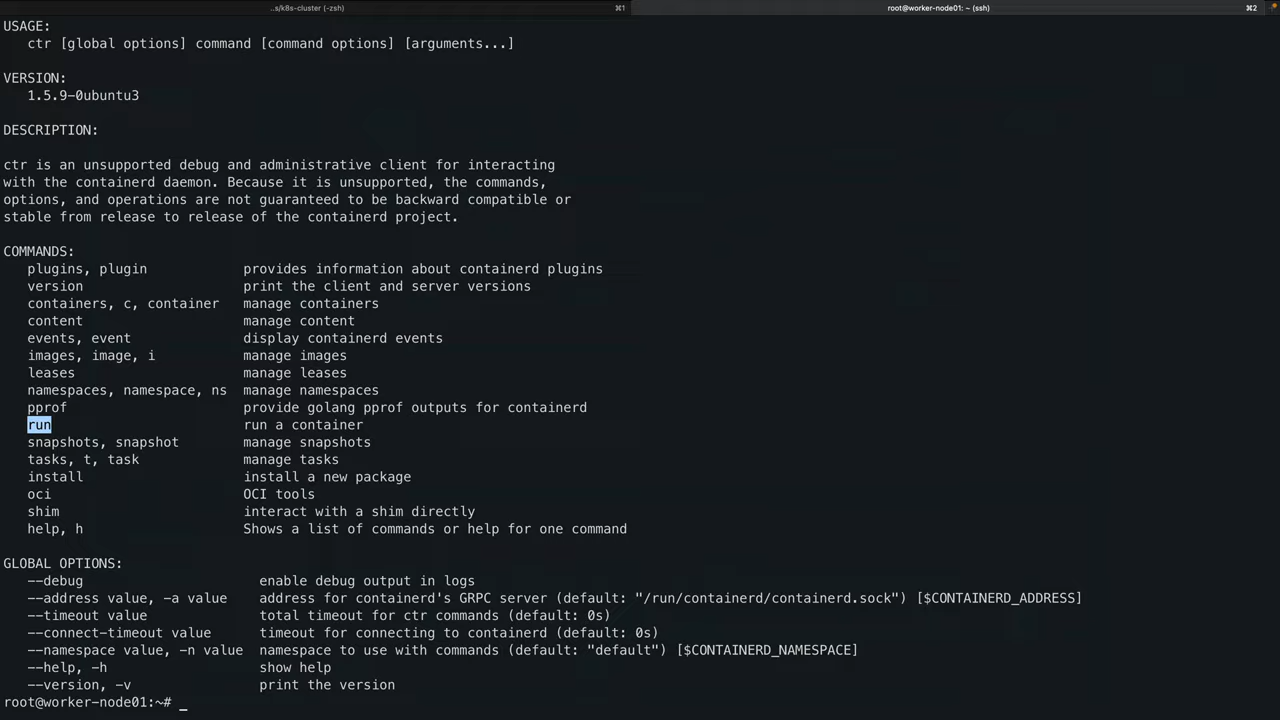 ..s/k8s-cluster (-zsh) ⌘1 root@worker-node01: ~ (ssh) ⌘2
USAGE:
ctr [global options] command [command options] [arguments...]
VERSION:
1.5.9-0ubuntu3
DESCRIPTION:
ctr is an unsupported debug and administrative client for interacting
with the containerd daemon. Because it is unsupported, the commands,
options, and operations are not guaranteed to be backward compatible or
stable from release to release of the containerd project.
COMMANDS:
plugins, plugin provides information about containerd plugins
version print the client and server versions
containers, c, container manage containers
content manage content
events, event display containerd events
images, image, i manage images
leases manage leases
namespaces, namespace, ns manage namespaces
pprof provide golang pprof outputs for containerd
run run a container
snapshots, snapshot manage snapshots
tasks, t, task manage tasks
install install a new package
oci OCI tools
shim interact with a shim directly
help, h Shows a list of commands or help for one command
GLOBAL OPTIONS:
--debug enable debug output in logs
--address value, -a value address for containerd's GRPC server (default: "/run/containerd/containerd.sock") [$CONTAINERD_ADDRESS]
--timeout value total timeout for ctr commands (default: 0s)
--connect-timeout value timeout for connecting to containerd (default: 0s)
--namespace value, -n value namespace to use with commands (default: "default") [$CONTAINERD_NAMESPACE]
--help, -h show help
--version, -v print the version
root@worker-node01:~# _